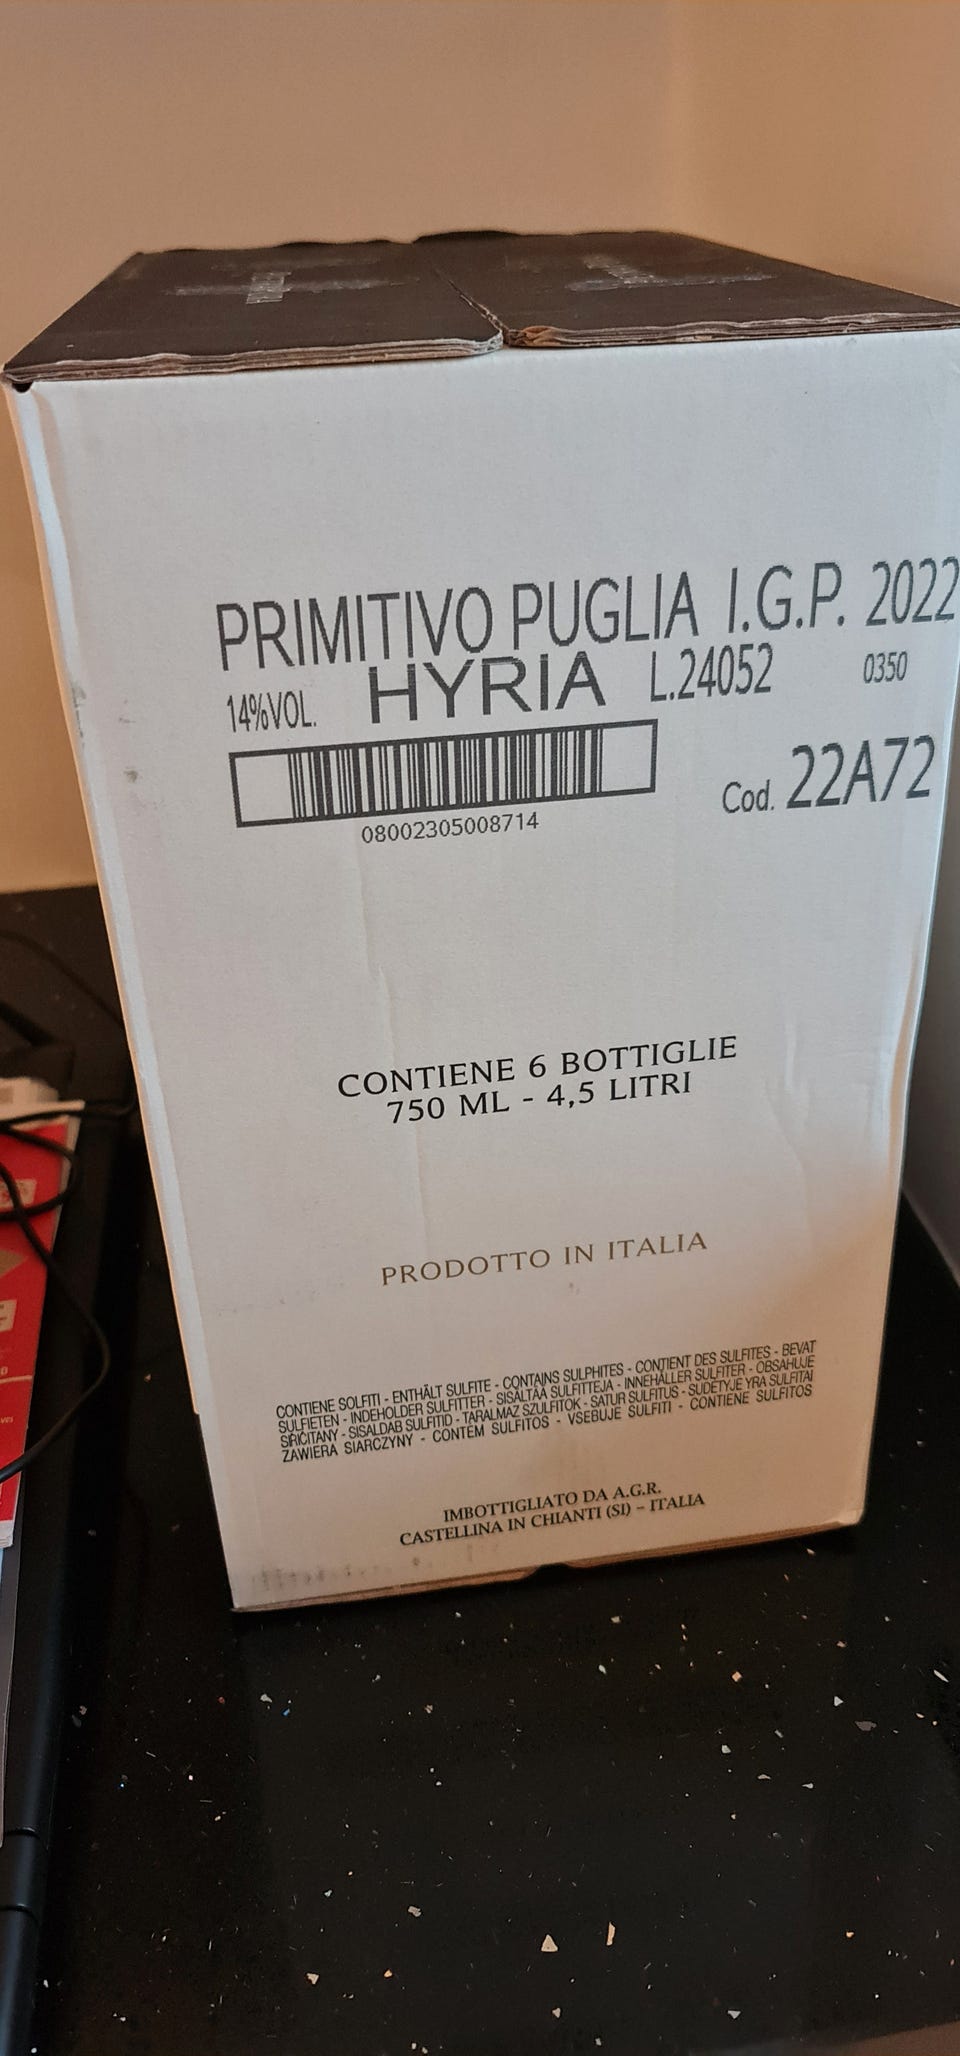 PRIMITIVO PUGLIA I.G.P. 2022
14%VOL. HYRIA L.24052 0350
Cod. 22A72
08002305008714
CONTIENE 6 BOTTIGLIE
750 ML - 4,5 LITRI
PRODOTTO IN ITALIA
CONTIENE SOLFITI - ENTHÄLT SULFITE - CONTAINS SULPHITES - CONTIENT DES SULFITES - BEVAT
SULFIETEN - INDEHOLDER SULFITTER - SISÄLTÄÄ SULFIITTEJA - INNEHÅLLER SULFITER - OBSAHUJE
SIŘIČITANY - SISALDAB SULFITID - TARALMAZ SZULFITOK - SATUR SULFITUS - SUDĖTYJE YRA SULFITAI
ZAWIERA SIARCZYNY - CONTÉM SULFITOS - VSEBUJE SULFITI - CONTIENE SULFITOS
IMBOTTIGLIATO DA A.G.R.
CASTELLINA IN CHIANTI (SI) - ITALIA